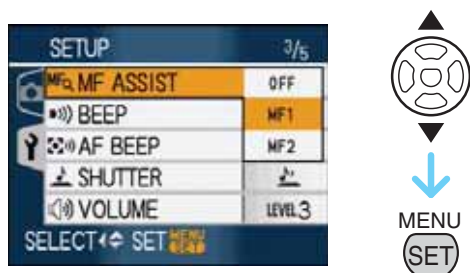 SETUP 3/5
MF MF ASSIST OFF
BEEP MF1
AF BEEP MF2
SHUTTER
VOLUME LEVEL 3
SELECT SET MENU SET
MENU
SET